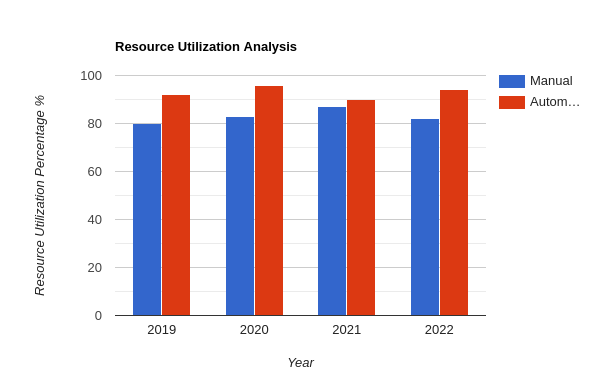 Resource Utilization Analysis
100
80
60
40
20
0
Resource Utilization Percentage %
2019 2020 2021 2022
Year
Manual
Autom…